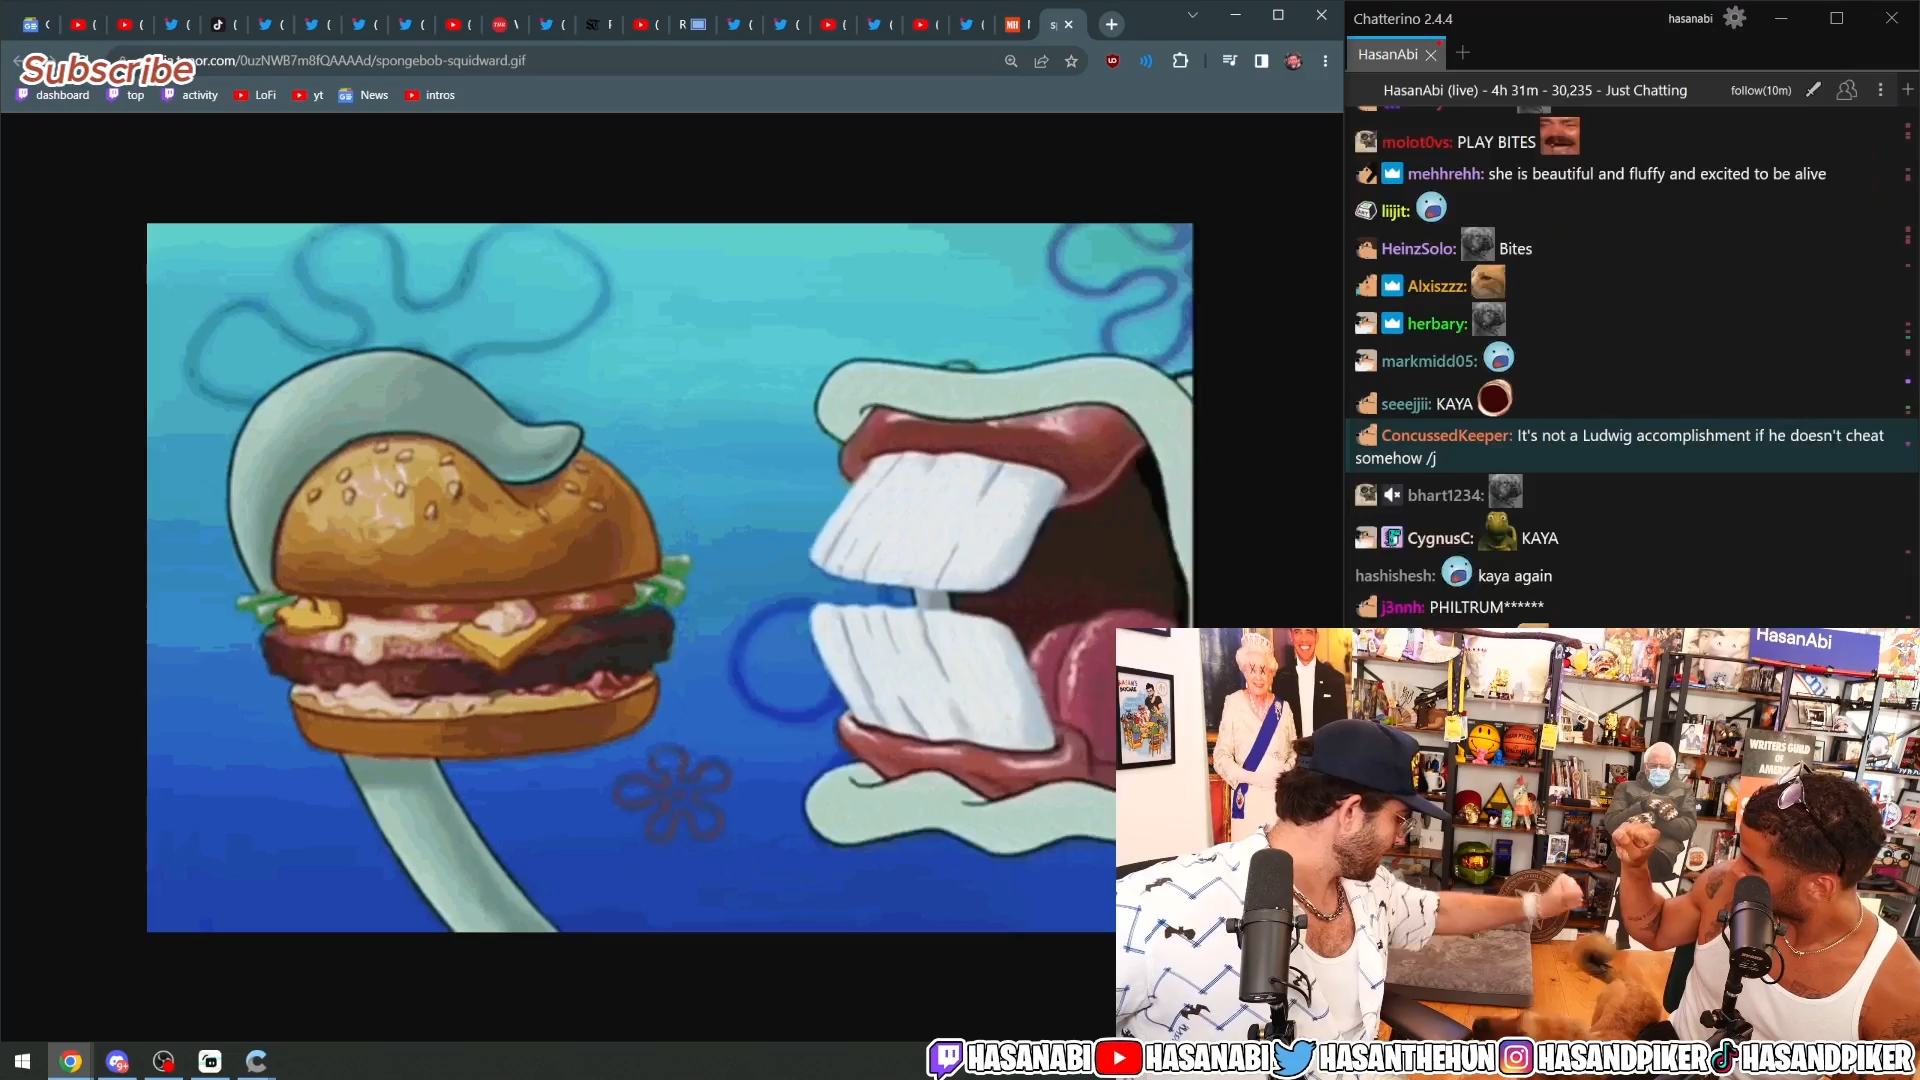 Subscribe
.com/0uzNWB7m8fQAAAAd/spongebob-squidward.gif
dashboard
top
activity
LoFi
yt
News
intros
Chatterino 2.4.4
hasanabi
HasanAbi
HasanAbi (live) - 4h 31m - 30,235 - Just Chatting
follow(10m)
molot0vs: PLAY BITES
mehhrehh: she is beautiful and fluffy and excited to be alive
liijit:
HeinzSolo: Bites
Alxiszzz:
herbary:
markmidd05:
seeejjii: KAYA
ConcussedKeeper: It's not a Ludwig accomplishment if he doesn't cheat
somehow /j
bhart1234:
CygnusC: KAYA
hashishesh: kaya again
j3nnh: PHILTRUM******
HasanAbi
WRITERS GUILD
OF
HASANABI
HASANABI
HASANTHEHUN
HASANDPIKER
HASANDPIKER